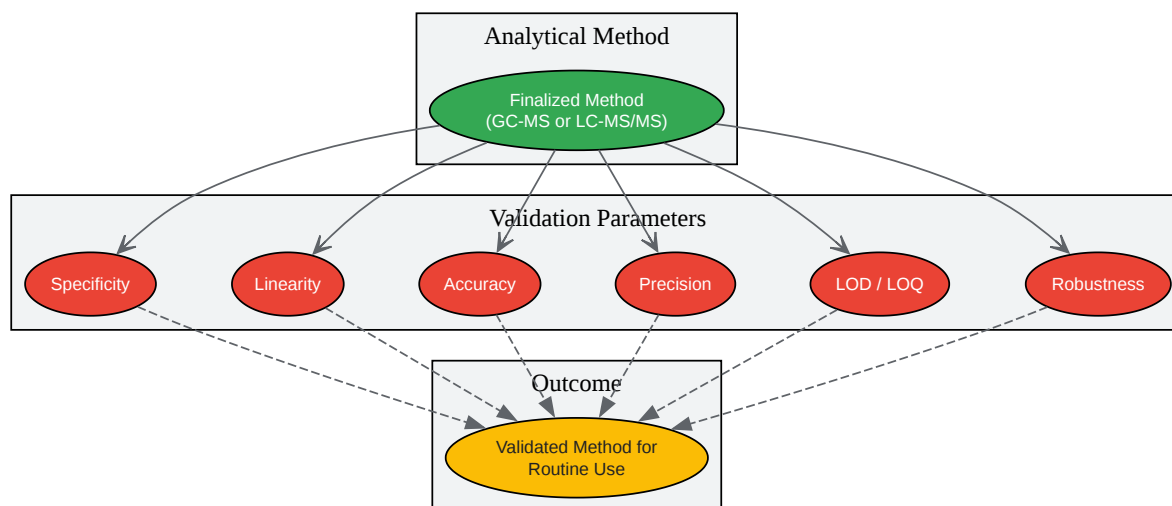 Analytical Method
Finalized Method
(GC-MS or LC-MS/MS)
Validation Parameters
Specificity
Linearity
Accuracy
Precision
LOD / LOQ
Robustness
Outcome
Validated Method for
Routine Use